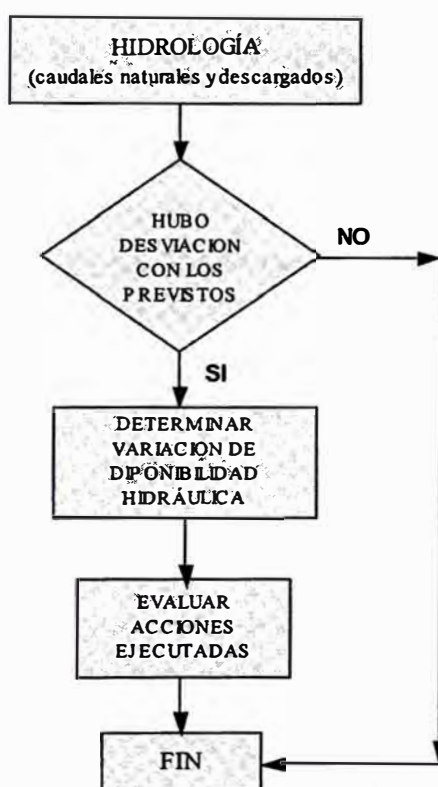 HIDROLOGÍA
(caudales naturales y descargados)
HUBO
DESVIACION
CON LOS
PREVISTOS
NO
SI
DETERMINAR
VARIACION DE
DIPONIBILIDAD
HIDRÁULICA
EVALUAR
ACCIONES
EJECUTADAS
FIN